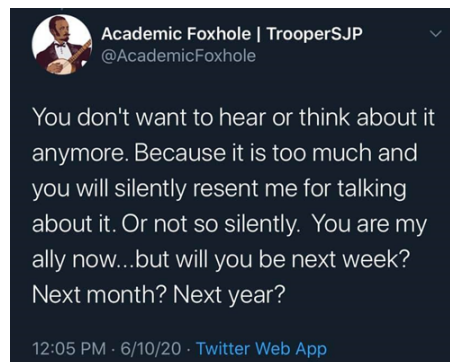 Academic Foxhole | TrooperSJP
@AcademicFoxhole
You don't want to hear or think about it
anymore. Because it is too much and
you will silently resent me for talking
about it. Or not so silently.  You are my
ally now...but will you be next week?
Next month? Next year?
12:05 PM · 6/10/20 · Twitter Web App